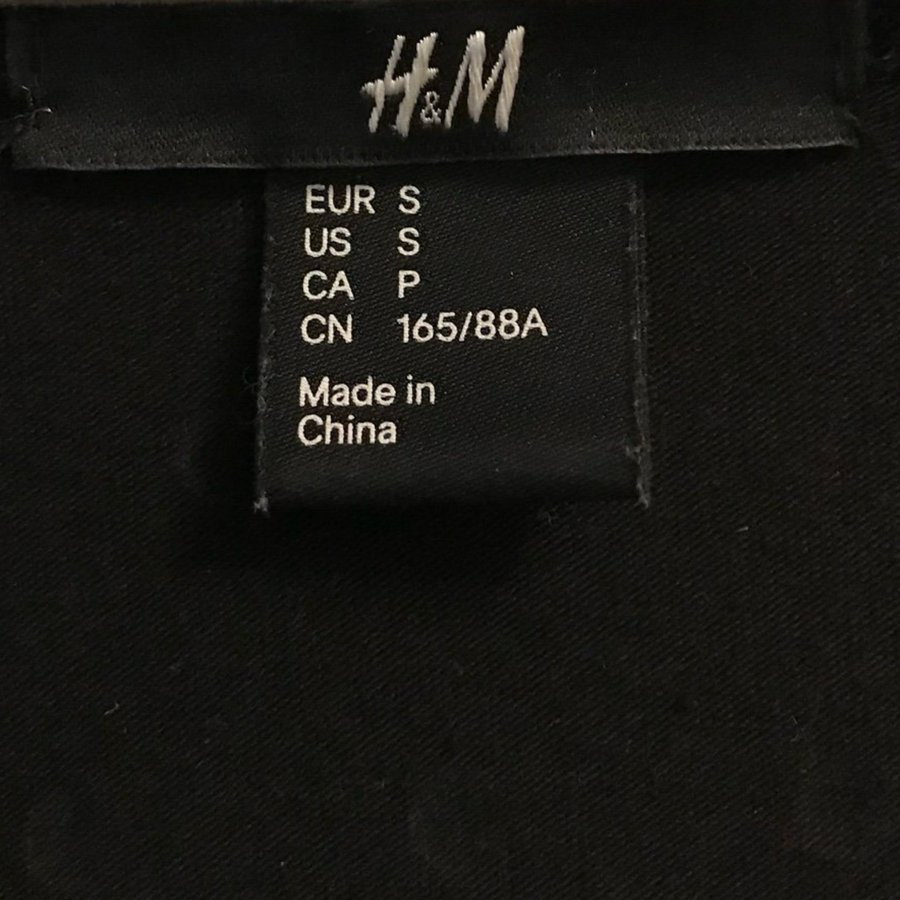 H&M
EUR S
US S
CA P
CN 165/88A
Made in
China